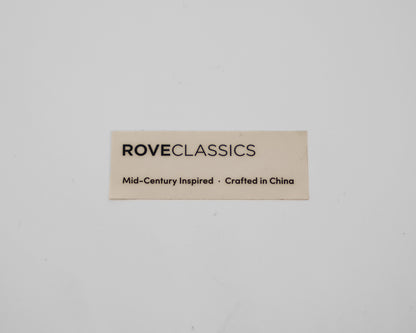 ROVECLASSICS
Mid-Century Inspired · Crafted in China